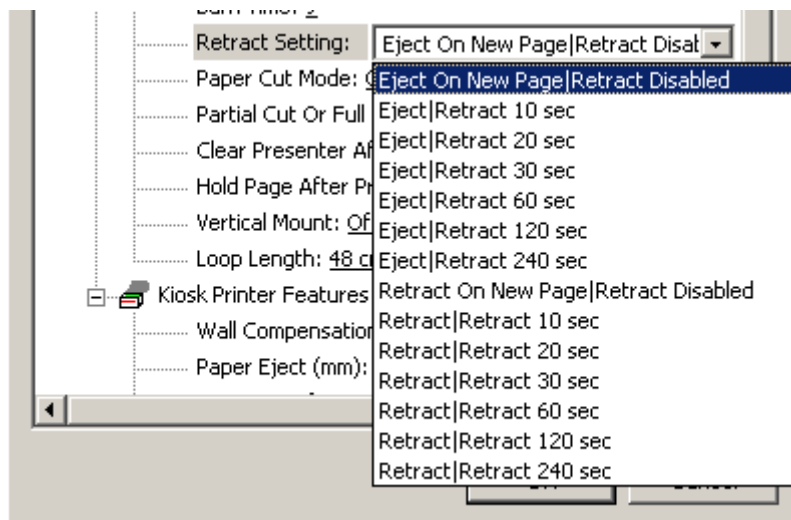 Retract Setting: Eject On New Page|Retract Disat
Paper Cut Mode:
Eject On New Page|Retract Disabled
Partial Cut Or Full
Eject|Retract 10 sec
Clear Presenter
Eject|Retract 20 sec
Hold Page After
Eject|Retract 30 sec
Eject|Retract 60 sec
Vertical Mount:
Eject|Retract 120 sec
Loop Length: 48
Eject|Retract 240 sec
Kiosk Printer Features
Retract On New Page|Retract Disabled
Wall Compensation
Retract|Retract 10 sec
Retract|Retract 20 sec
Paper Eject (mm):
Retract|Retract 30 sec
Retract|Retract 60 sec
Retract|Retract 120 sec
Retract|Retract 240 sec